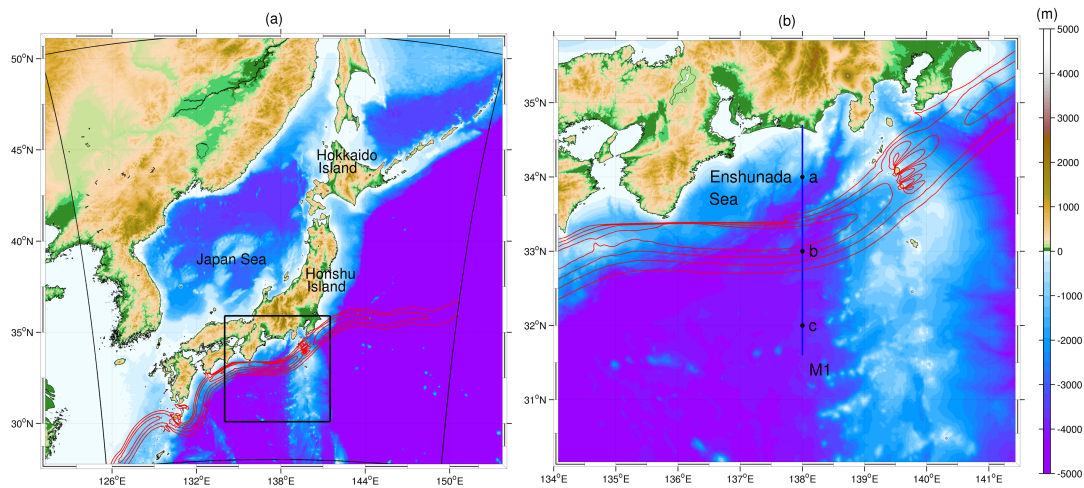 (a)
(b)
(m)
50°N
45°N
40°N
35°N
30°N
126°E
132°E
138°E
144°E
150°E
Hokkaido
Island
Japan Sea
Honshu
Island
35°N
34°N
33°N
32°N
31°N
134°E
135°E
136°E
137°E
138°E
139°E
140°E
141°E
Enshunada
Sea
a
b
c
M1
5000
4000
3000
2000
1000
0
-1000
-2000
-3000
-4000
-5000